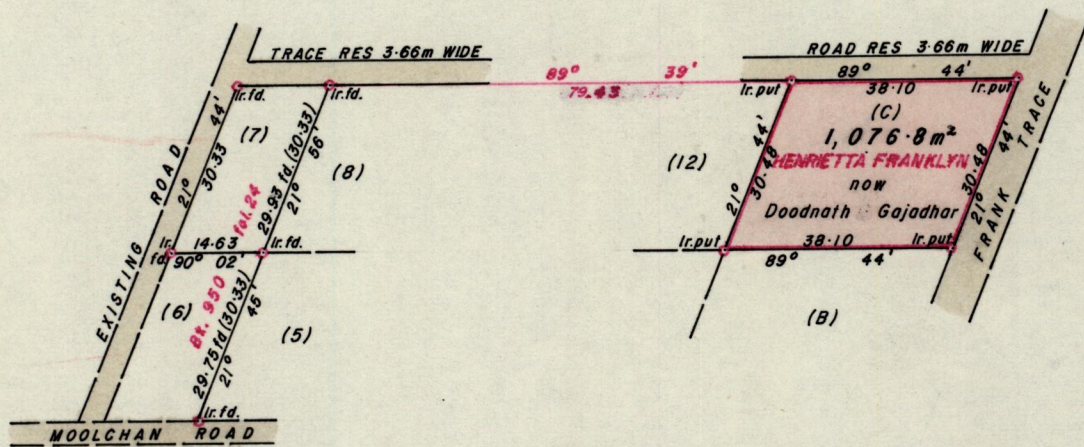 TRACE RES 3·66m WIDE
ROAD RES 3·66m WIDE
89° 39'
79.43
89° 44'
38·10
Ir.fd.
Ir.fd.
Ir.put
Ir.put
(7)
(8)
(12)
(C)
1,076·8m²
HENRIETTA FRANKLYN
now
Doodnath Gajadhar
21° 44'
30·33
29·93 fd.(30·33)
21° 56'
21° 44'
30·48
21° 44'
30·48
EXISTING ROAD
FRANK TRACE
Ir. fd.
14·63
90° 02'
Ir.fd.
Ir.put
38·10
Ir.put
89° 44'
Bk. 950 fol.24
(6)
(5)
(B)
29·75 fd(30·33)
21° 45'
Ir.fd.
MOOLCHAN ROAD